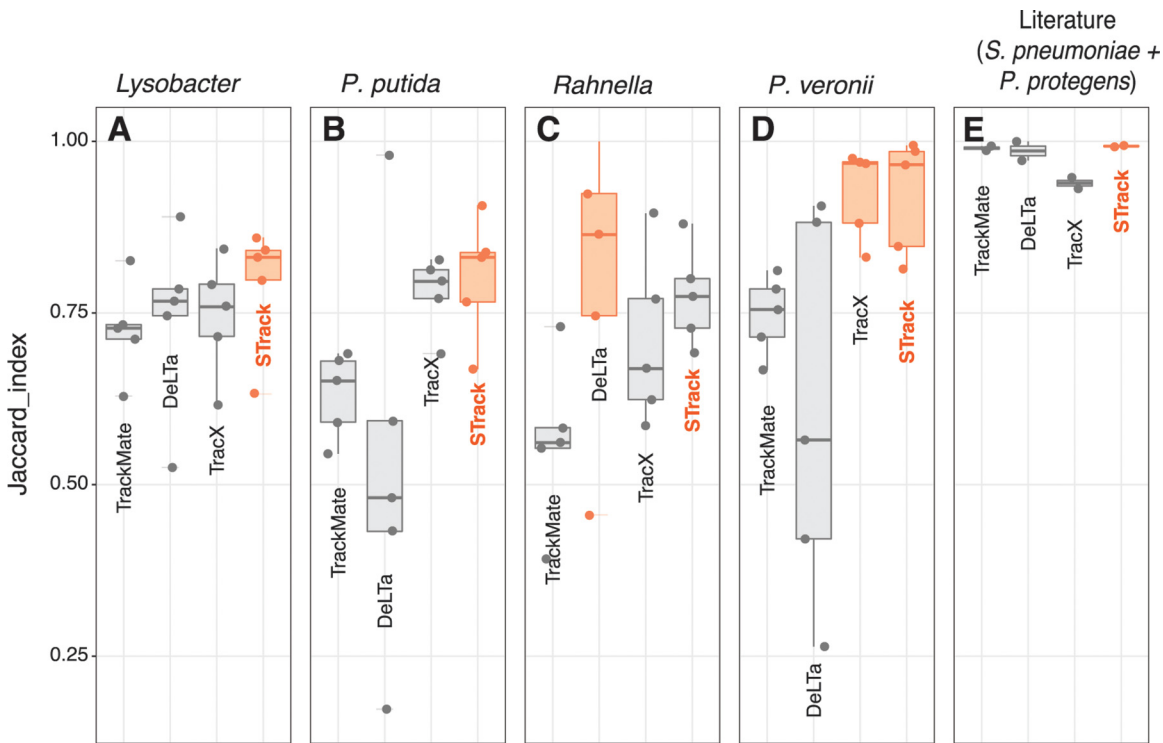 Literature
(S. pneumoniae +
P. protegens)
Lysobacter
P. putida
Rahnella
P. veronii
A
B
C
D
E
Jaccard_index
1.00
0.75
0.50
0.25
TrackMate
DeLTa
TracX
STrack
TrackMate
DeLTa
TracX
STrack
TrackMate
DeLTa
TracX
STrack
TrackMate
DeLTa
TracX
STrack
TrackMate
DeLTa
TracX
STrack